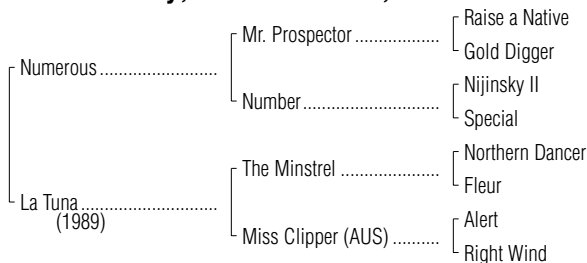 Raise a Native
Mr. Prospector ....................
Gold Digger
Numerous ............................
Nijinsky II
Number ................................
Special
Northern Dancer
The Minstrel .......................
Fleur
La Tuna ................................
(1989)
Alert
Miss Clipper (AUS) ..........
Right Wind